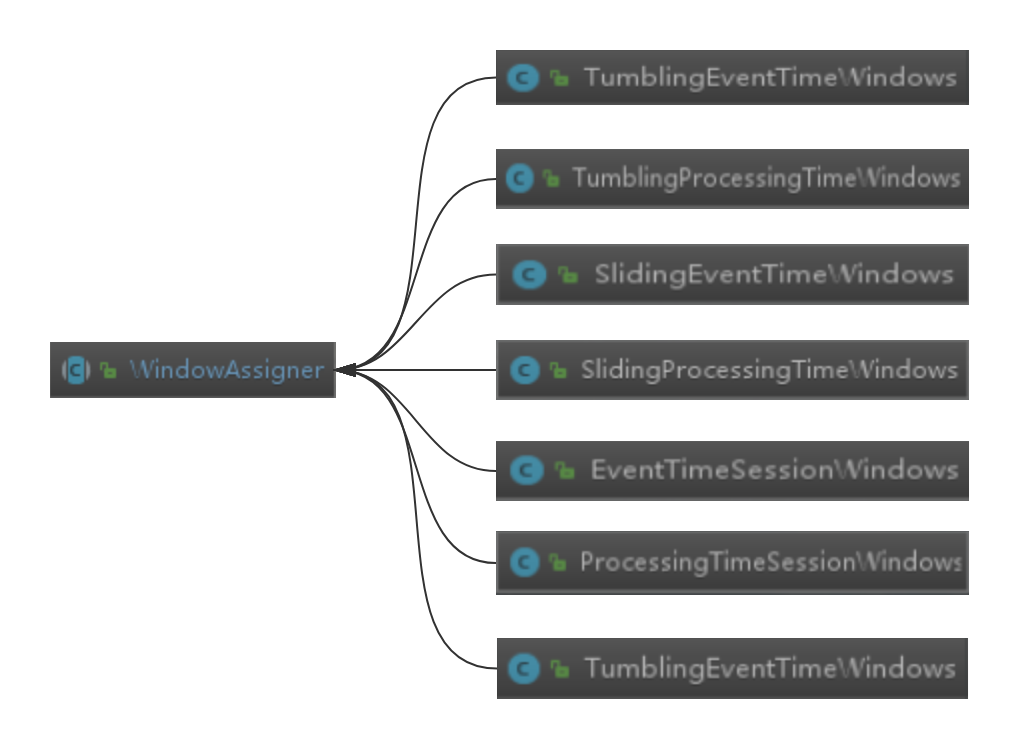 TumblingEventTimeWindows
TumblingProcessingTimeWindows
SlidingEventTimeWindows
WindowAssigner
SlidingProcessingTimeWindows
EventTimeSessionWindows
ProcessingTimeSessionWindows
TumblingEventTimeWindows